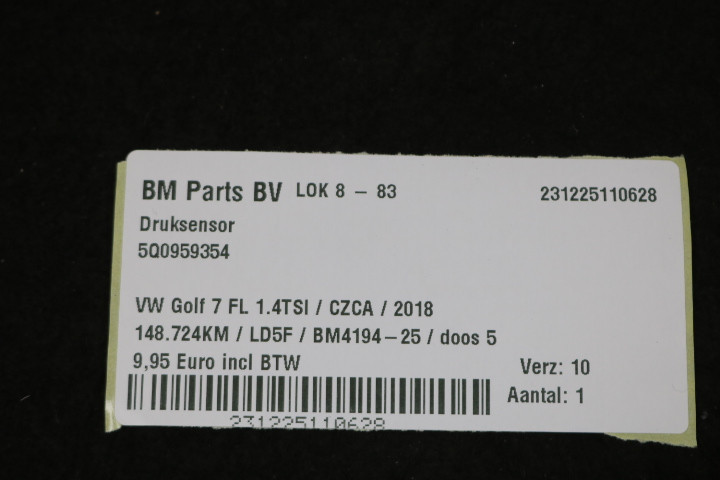 BM Parts BV LOK 8 - 83 231225110628
Druksensor
5Q0959354
VW Golf 7 FL 1.4TSI / CZCA / 2018
148.724KM / LD5F / BM4194-25 / doos 5
9,95 Euro incl BTW Verz: 10
Aantal: 1
231225110628